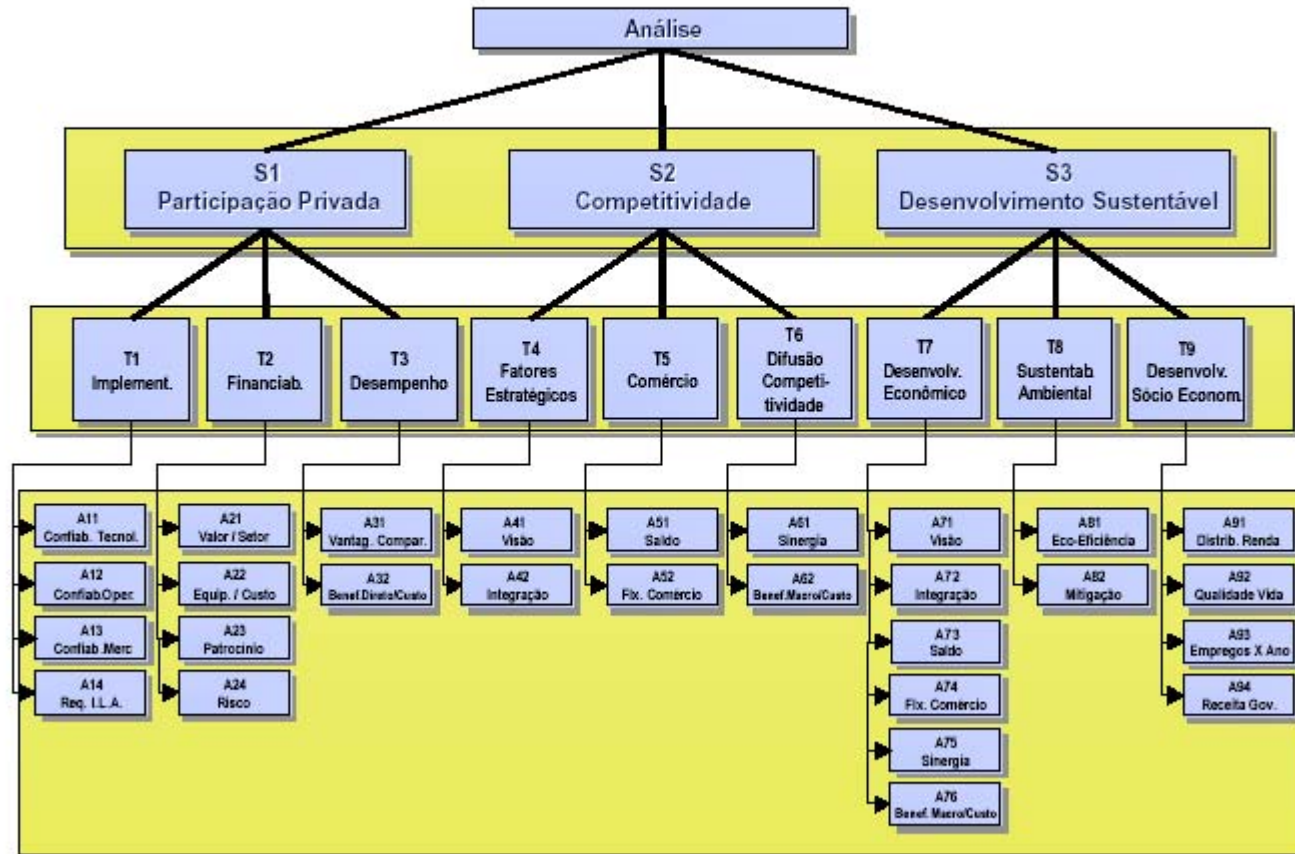 Análise
S1
Participação Privada
S2
Competitividade
S3
Desenvolvimento Sustentável
T1
Implement.
T2
Financiab.
T3
Desempenho
T4
Fatores
Estratégicos
T5
Comércio
T6
Difusão
Competi-
tividade
T7
Desenvolv.
Econômico
T8
Sustentab.
Ambiental
T9
Desenvolv.
Sócio Econom.
A11
Confiab. Tecnol.
A12
Confiab.Oper.
A13
Confiab.Merc
A14
Req. I.L.A.
A21
Valor / Setor
A22
Equip. / Custo
A23
Patrocínio
A24
Risco
A31
Vantag. Compar.
A32
Benef.Direto/Custo
A41
Visão
A42
Integração
A51
Saldo
A52
Flx. Comércio
A61
Sinergia
A62
Benef.Macro/Custo
A71
Visão
A72
Integração
A73
Saldo
A74
Flx. Comércio
A75
Sinergia
A76
Benef. Macro/Custo
A81
Eco-Eficiência
A82
Mitigação
A91
Distrib. Renda
A92
Qualidade Vida
A93
Empregos X Ano
A94
Receita Gov.